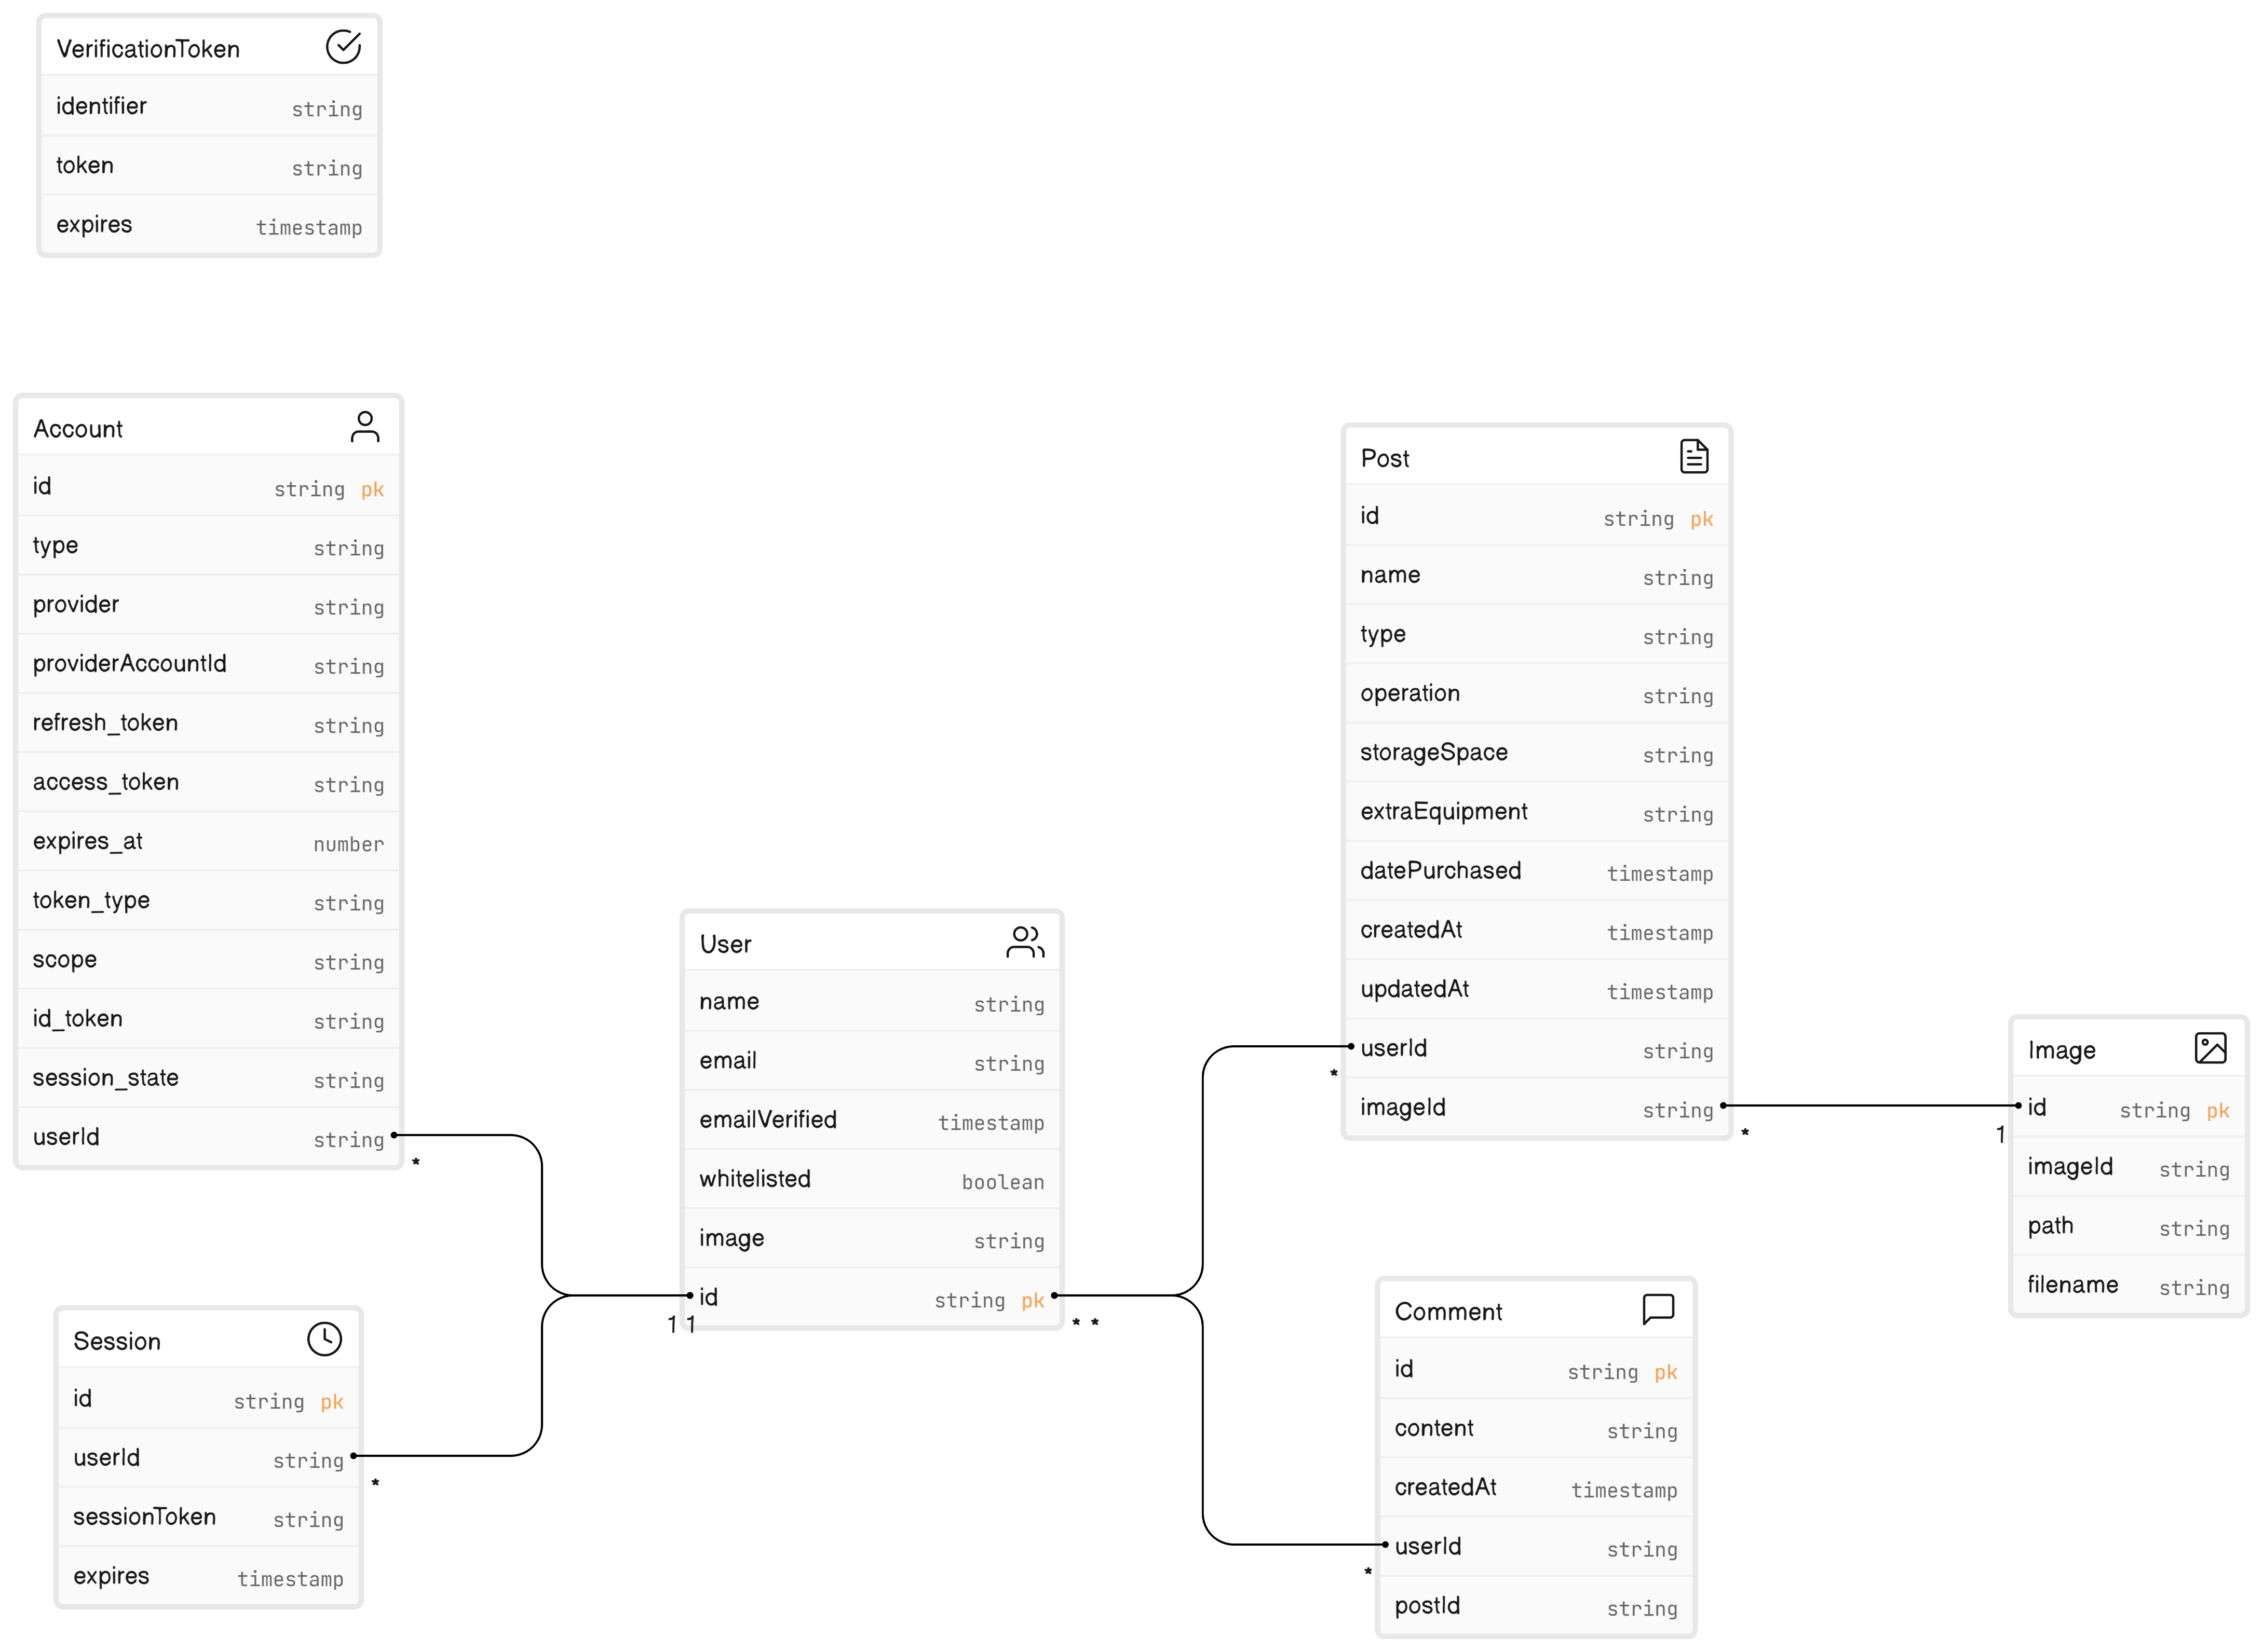 VerificationToken
identifier string
token string
expires timestamp
Account
id string pk
type string
provider string
providerAccountId string
refresh_token string
access_token string
expires_at number
token_type string
scope string
id_token string
session_state string
userId string
*
Session
id string pk
userId string
*
sessionToken string
expires timestamp
User
name string
email string
emailVerified timestamp
whitelisted boolean
image string
id string pk
1 1
* *
Post
id string pk
name string
type string
operation string
storageSpace string
extraEquipment string
datePurchased timestamp
createdAt timestamp
updatedAt timestamp
userId string
*
imageId string
*
Comment
id string pk
content string
createdAt timestamp
userId string
*
postId string
Image
id string pk
1
imageId string
path string
filename string